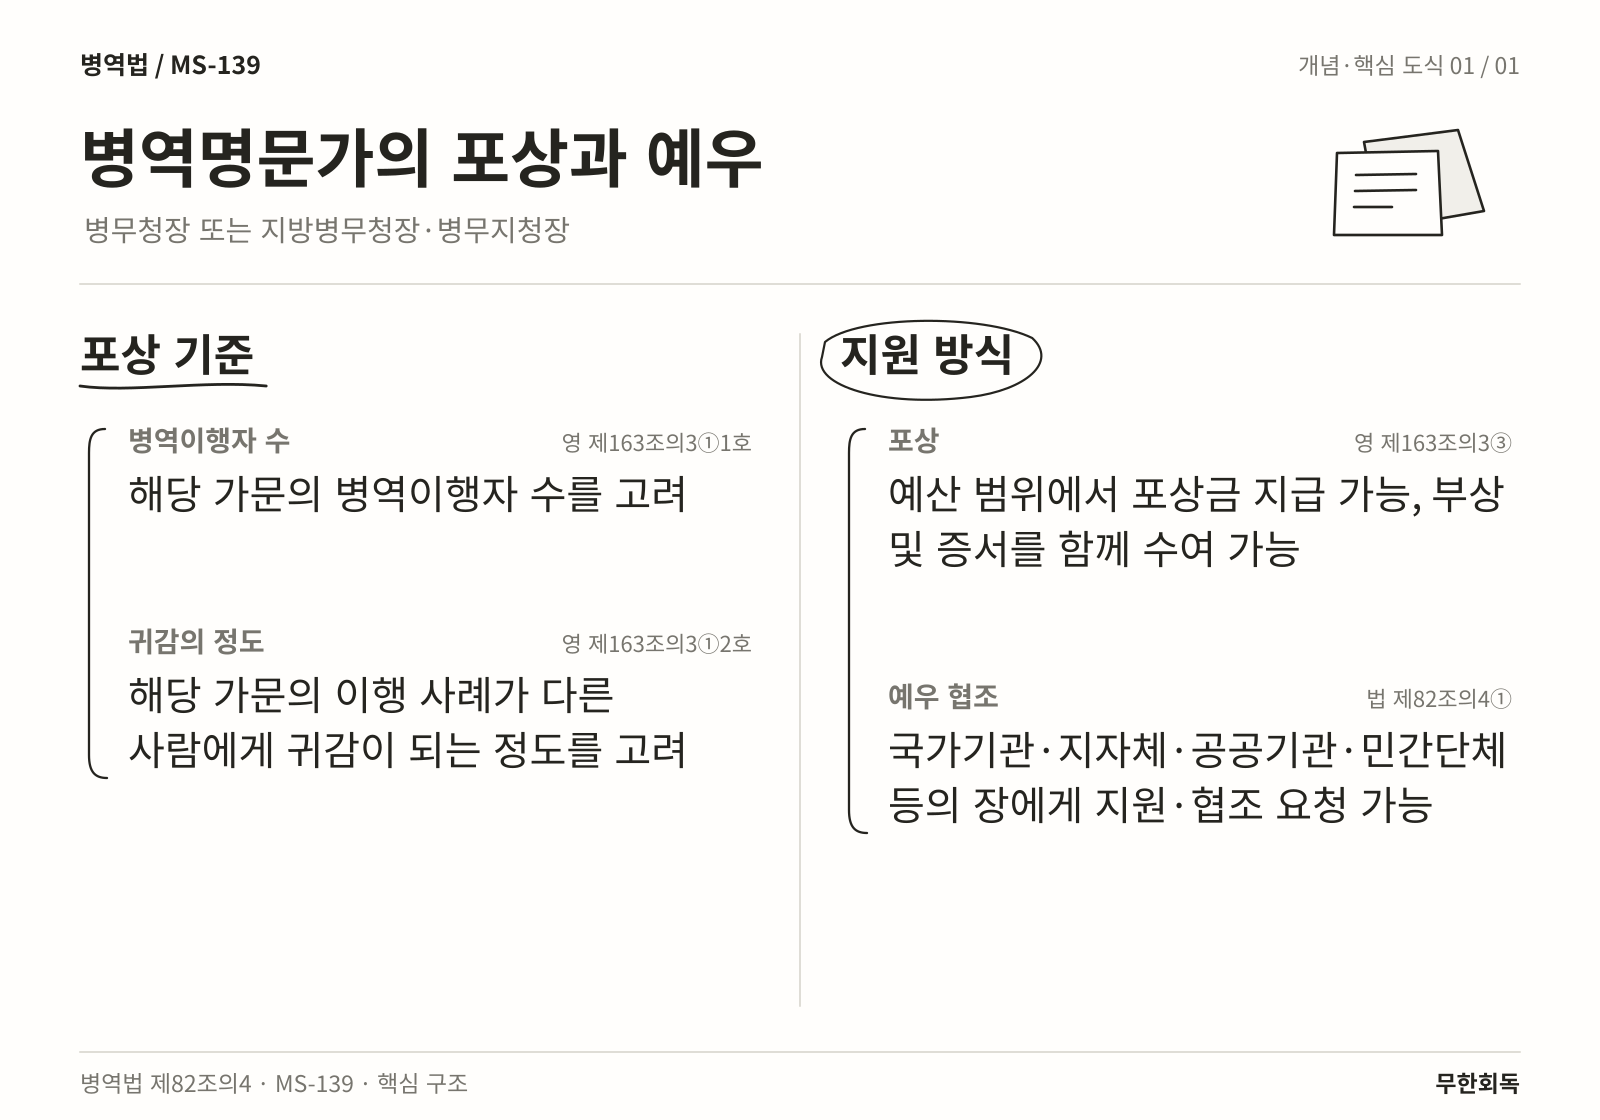 병역법 / MS-139
개념·핵심 도식 01 / 01
병역명문가의 포상과 예우
병무청장 또는 지방병무청장·병무지청장
포상 기준
병역이행자 수
영 제163조의3①1호
해당 가문의 병역이행자 수를 고려
귀감의 정도
영 제163조의3①2호
해당 가문의 이행 사례가 다른
사람에게 귀감이 되는 정도를 고려
지원 방식
포상
영 제163조의3③
예산 범위에서 포상금 지급 가능, 부상
및 증서를 함께 수여 가능
예우 협조
법 제82조의4①
국가기관·지자체·공공기관·민간단체
등의 장에게 지원·협조 요청 가능
병역법 제82조의4 · MS-139 · 핵심 구조
무한회독